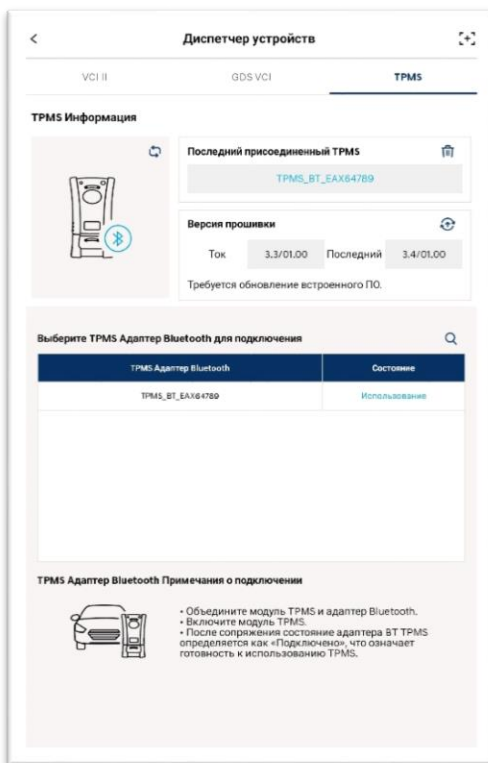 Диспетчер устройств
VCI II
GDS VCI
TPMS
TPMS Информация
Последний присоединенный TPMS
TPMS_BT_EAX64789
Версия прошивки
Ток
3.3/01.00
Последний
3.4/01.00
Требуется обновление встроенного ПО.
Выберите TPMS Адаптер Bluetooth для подключения
TPMS Адаптер Bluetooth
Состояние
TPMS_BT_EAX64789
Использование
TPMS Адаптер Bluetooth Примечания о подключении
• Объедините модуль TPMS и адаптер Bluetooth.
• Включите модуль TPMS.
• После сопряжения состояние адаптера BT TPMS
определяется как «Подключено», что означает
готовность к использованию TPMS.